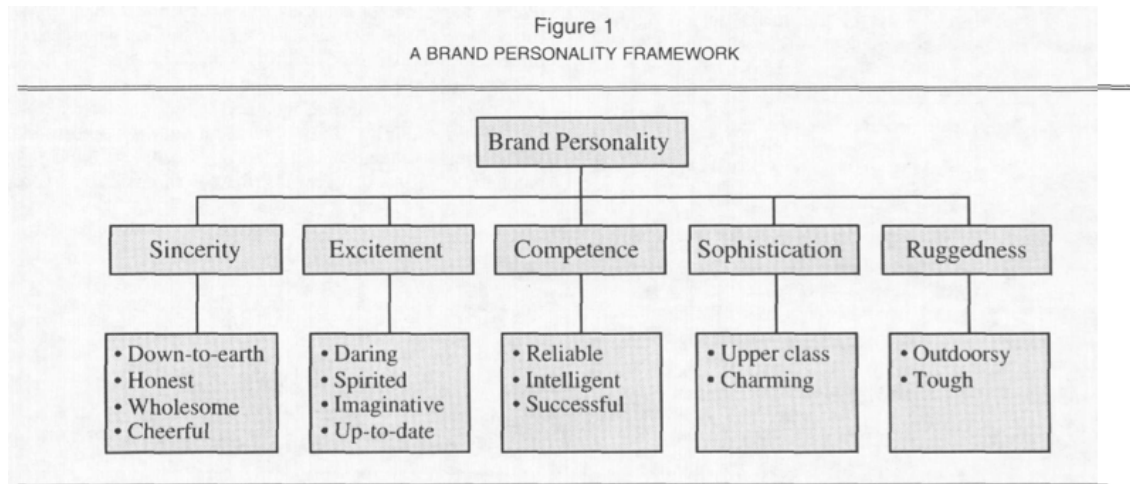 Figure 1
A BRAND PERSONALITY FRAMEWORK
Brand Personality
Sincerity
Excitement
Competence
Sophistication
Ruggedness
• Down-to-earth
• Honest
• Wholesome
• Cheerful
• Daring
• Spirited
• Imaginative
• Up-to-date
• Reliable
• Intelligent
• Successful
• Upper class
• Charming
• Outdoorsy
• Tough